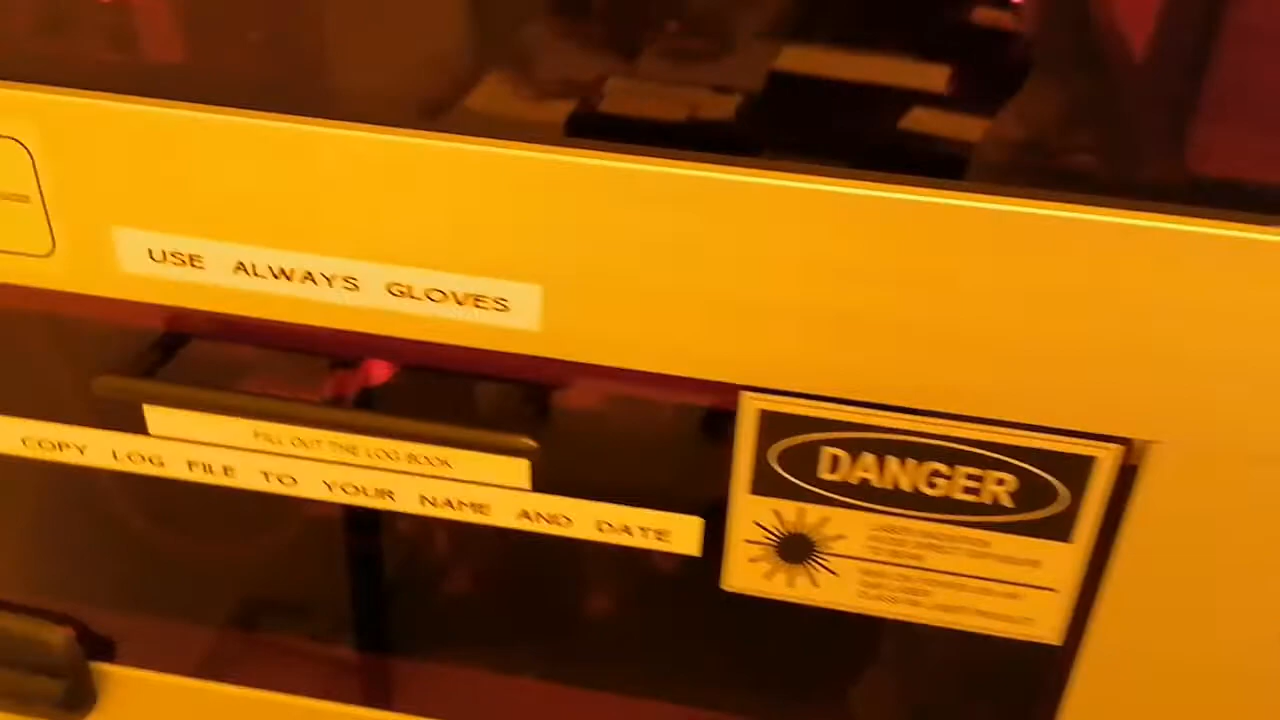 USE ALWAYS GLOVES
FILL OUT THE LOG BOOK
COPY LOG FILE TO YOUR NAME AND DATE
DANGER